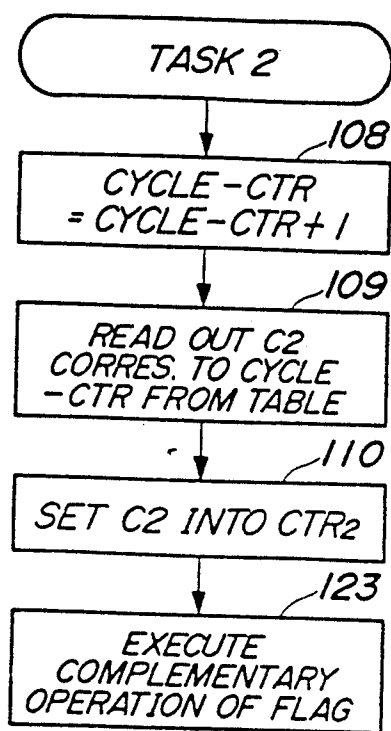 TASK 2
108
CYCLE-CTR
= CYCLE-CTR+1
109
READ OUT C2
CORRES. TO CYCLE
-CTR FROM TABLE
110
SET C2 INTO CTR2
123
EXECUTE
COMPLEMENTARY
OPERATION OF FLAG